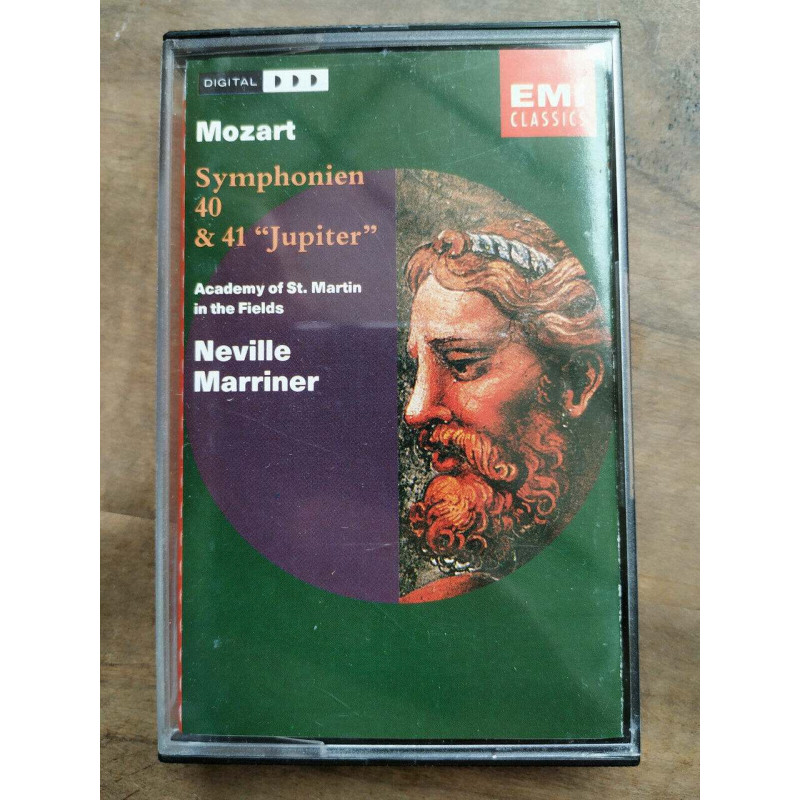 DIGITAL DDD
EMI
CLASSICS
Mozart
Symphonien
40
& 41 “Jupiter”
Academy of St. Martin
in the Fields
Neville
Marriner